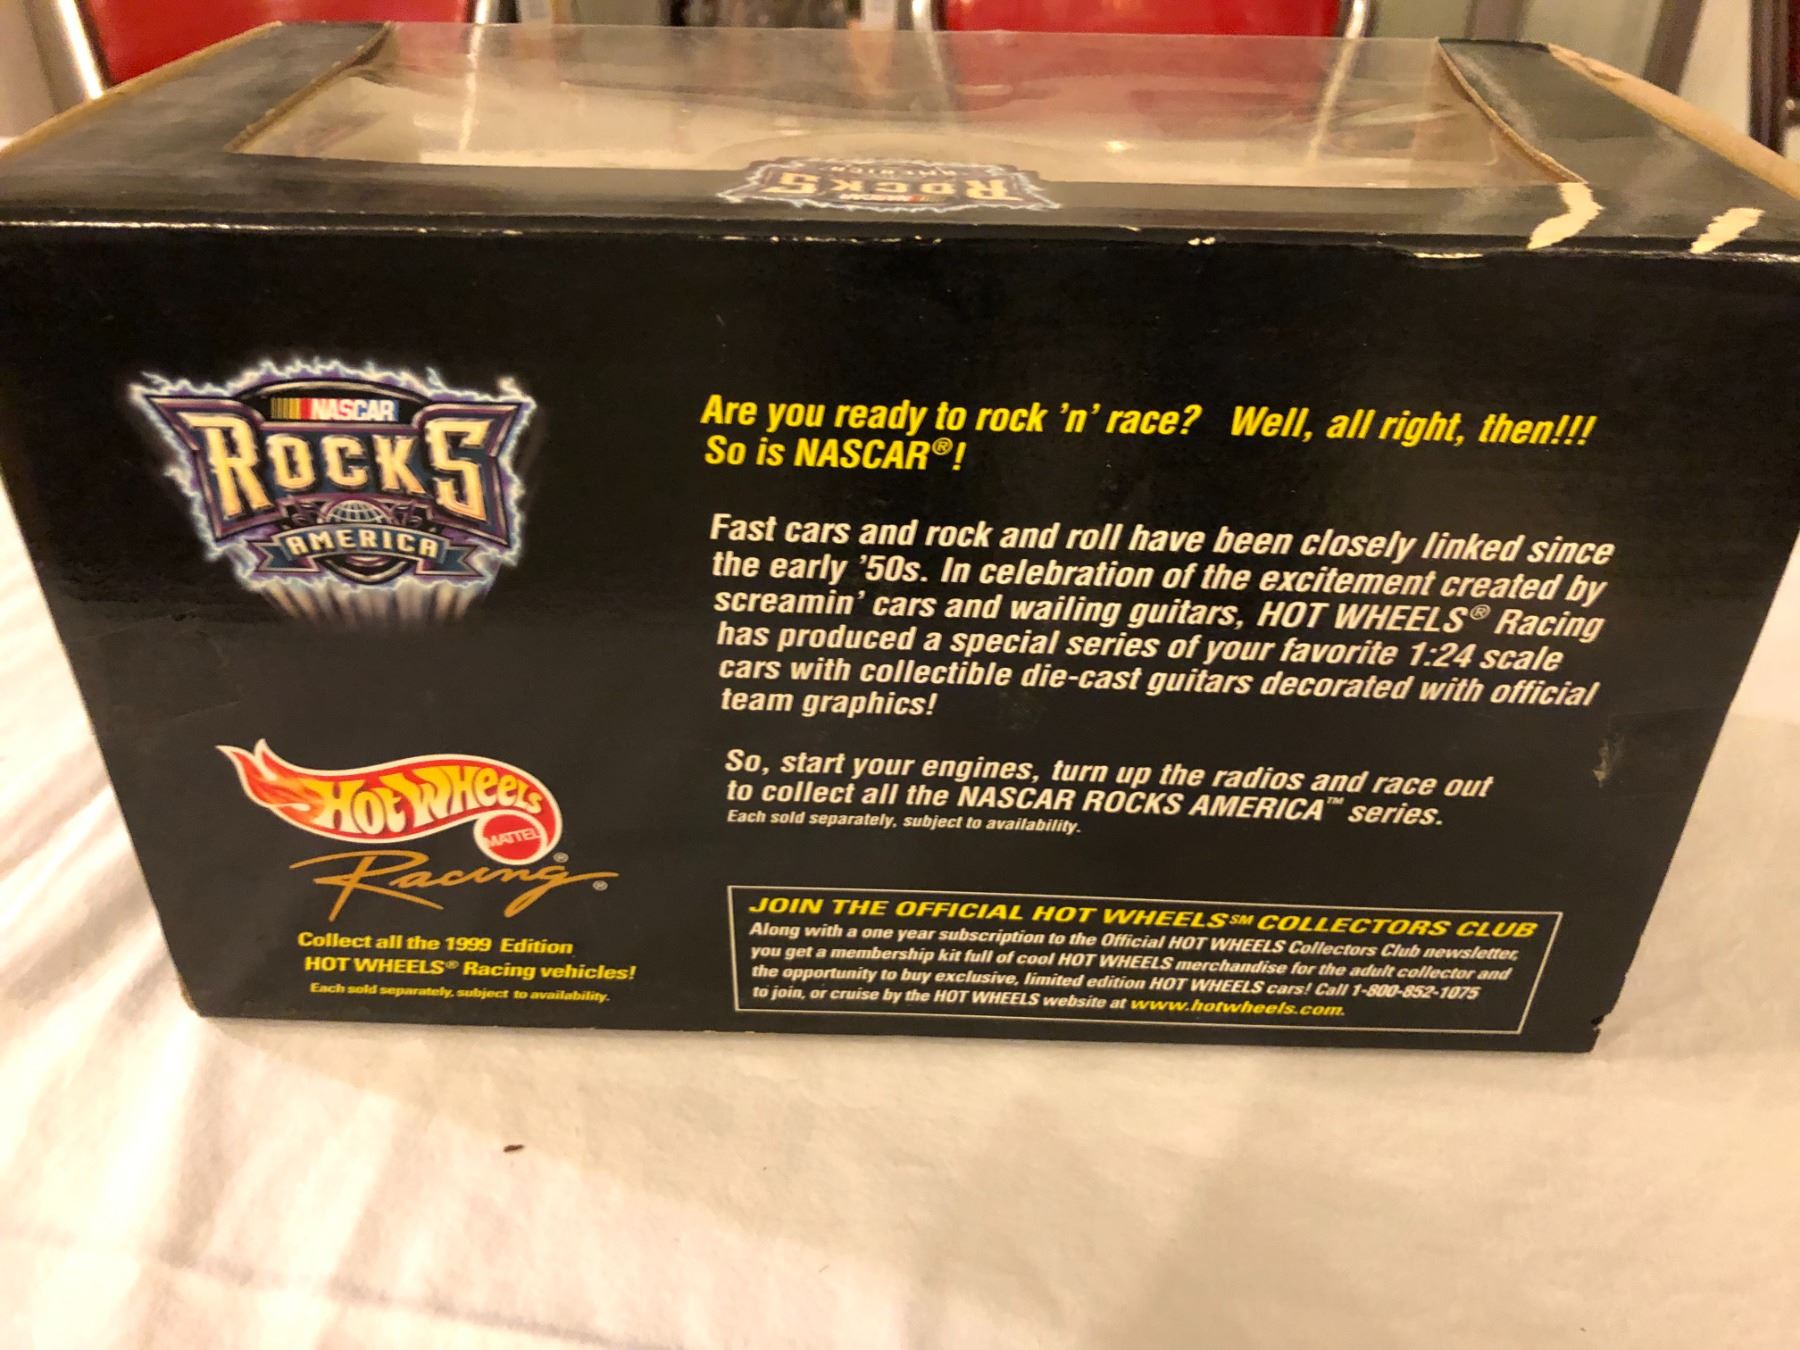 ROCKS
NASCAR
ROCKS
AMERICA
Are you ready to rock 'n' race? Well, all right, then!!!
So is NASCAR®!
Fast cars and rock and roll have been closely linked since
the early '50s. In celebration of the excitement created by
screamin' cars and wailing guitars, HOT WHEELS® Racing
has produced a special series of your favorite 1:24 scale
cars with collectible die-cast guitars decorated with official
team graphics!
So, start your engines, turn up the radios and race out
to collect all the NASCAR ROCKS AMERICA™ series.
Each sold separately, subject to availability.
Hot Wheels
MATTEL
®
Racing®
Collect all the 1999 Edition
HOT WHEELS® Racing vehicles!
Each sold separately, subject to availability.
JOIN THE OFFICIAL HOT WHEELS℠ COLLECTORS CLUB
Along with a one year subscription to the Official HOT WHEELS Collectors Club newsletter,
you get a membership kit full of cool HOT WHEELS merchandise for the adult collector and
the opportunity to buy exclusive, limited edition HOT WHEELS cars! Call 1-800-852-1075
to join, or cruise by the HOT WHEELS website at www.hotwheels.com.